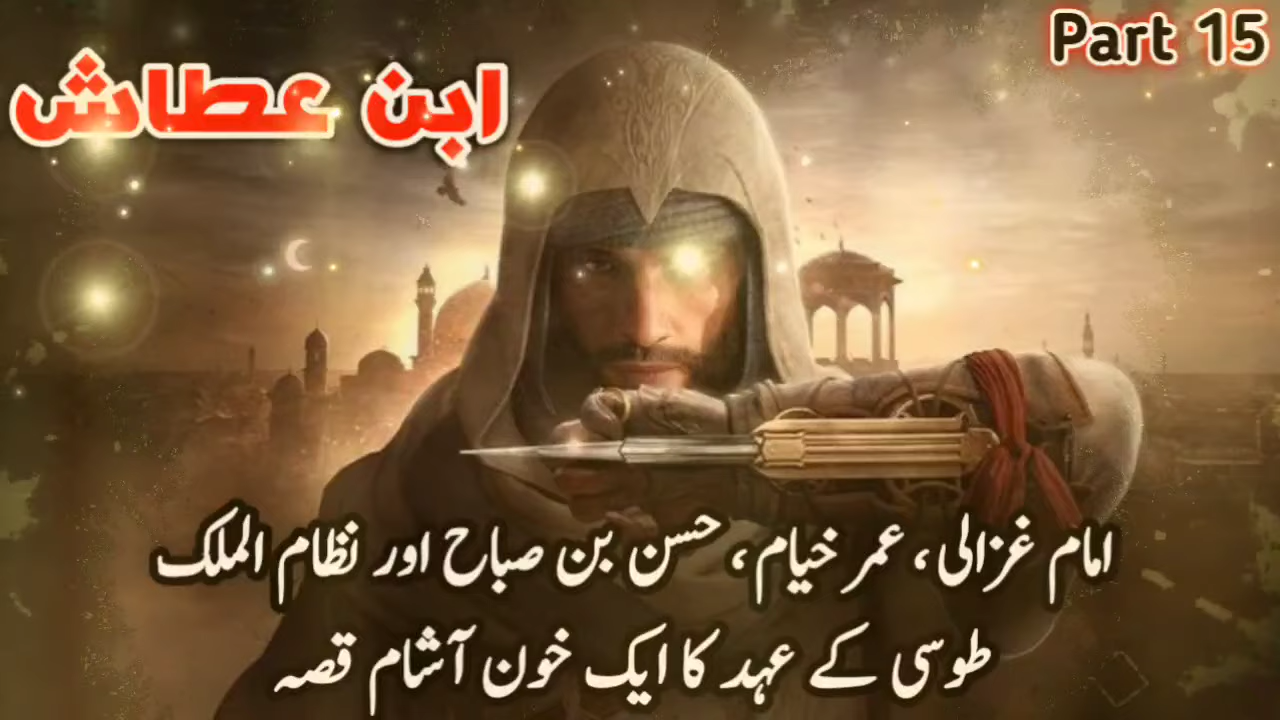 Part 15
ابن عطاش
امام غزالی، عمر خیام، حسن بن صباح اور نظام الملک
طوسی کے عہد کا ایک خون آشام قصہ